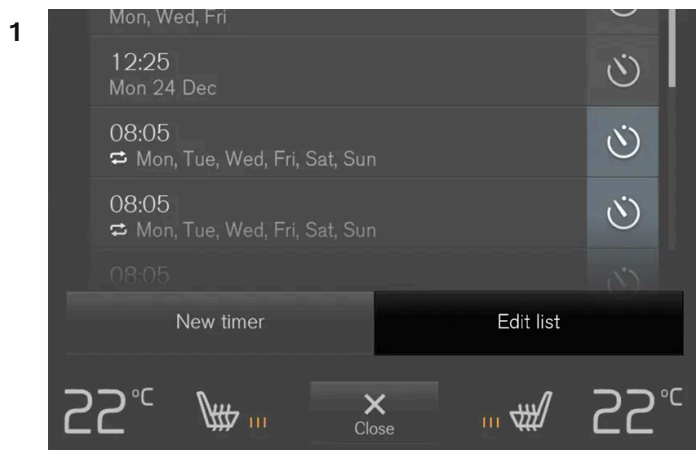 1
Mon, Wed, Fri
12:25
Mon 24 Dec
08:05
Mon, Tue, Wed, Fri, Sat, Sun
08:05
Mon, Tue, Wed, Fri, Sat, Sun
08:05
New timer Edit list
22°C Close 22°C